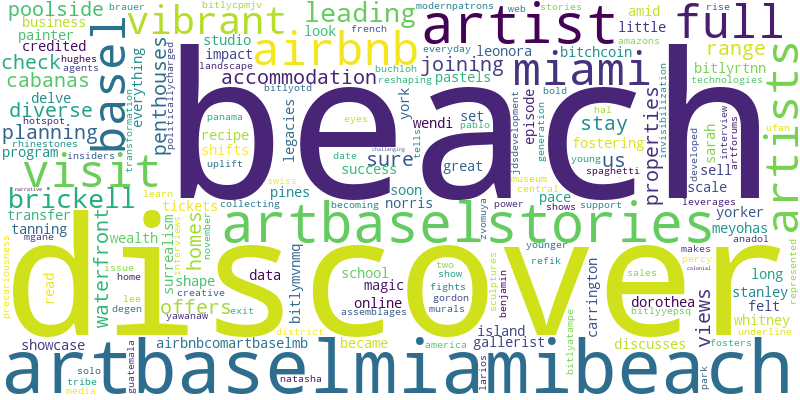 beach
discover
artbaselmiamibeach
artbaselstories
artist
miami
visit
airbnb
full
basel
artists
vibrant
leading
brickell
poolside
cabanas
check
diverse
planning
business
painter
credited
hughes
agents
brauer
hotspot
delve
rhinestones
program
insiders
transformation
everything
politicallycharged
penthouses
landscape
impact
studio
bitlycpmjv
french
look
modernpatrons
web
stories
rise
amid
little
leonora
bitchcoin
everyday
amazons
joining
pastels
buchloh
reshaping
accommodation
bitlyotd
york
legacies
panama
recipe
shifts
uplift
eyes
date
success
sure
hal
tells
pablo
challenging
wendi
set
great
episode
jdsdevelopment
generation
bold
stay
fostering
young
spaghetti
us
properties
invisibilization
range
bitlyrtnn
technologies
sarah
developed
interview
artforums
ufan
sell
scale
leverages
yorker
meyohas
anadol
represented
norris
soon
pines
collecting
swiss
becoming
november
tickets
learn
surrealism
interviews
homes
waterfront
transfer
tanning
wealth
mgane
narrative
precariousness
read
issue
home
lee
degen
shape
creative
yawanaw
offers
exit
data
district
bitlymvnmq
school
magic
online
assemblages
two
show
fights
gordon
murals
museum
central
power
shows
support
pace
zvomuya
younger
refik
sculptures
benjamin
island
gallerist
carrington
bitlyyepsq
bitlyatampe
dorothea
discusses
sales
makes
percy
colonial
views
park
long
stanley
felt
whitney
underline
fosters
showcase
airbnbcomartbaselmb
became
america
solo
tribe
media
guatemala
natasha
larios